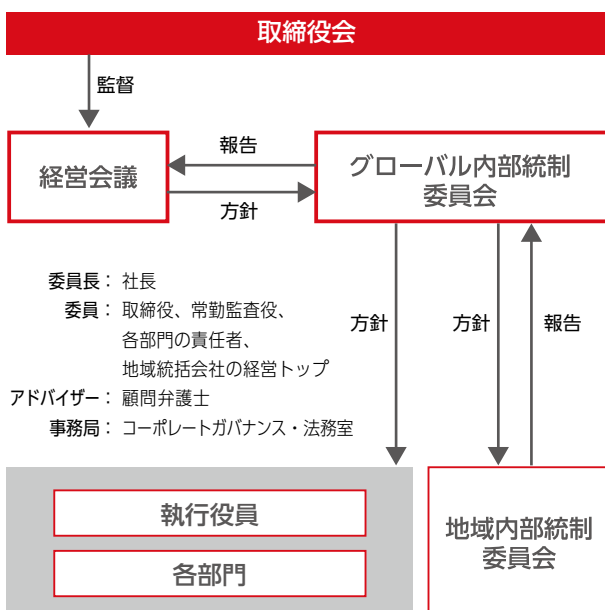 取締役会
監督
経営会議
報告
方針
グローバル内部統制
委員会
委員長： 社長
委員： 取締役、常勤監査役、
各部門の責任者、
地域統括会社の経営トップ
アドバイザー： 顧問弁護士
事務局： コーポレートガバナンス・法務室
方針
方針
報告
執行役員
各部門
地域内部統制
委員会